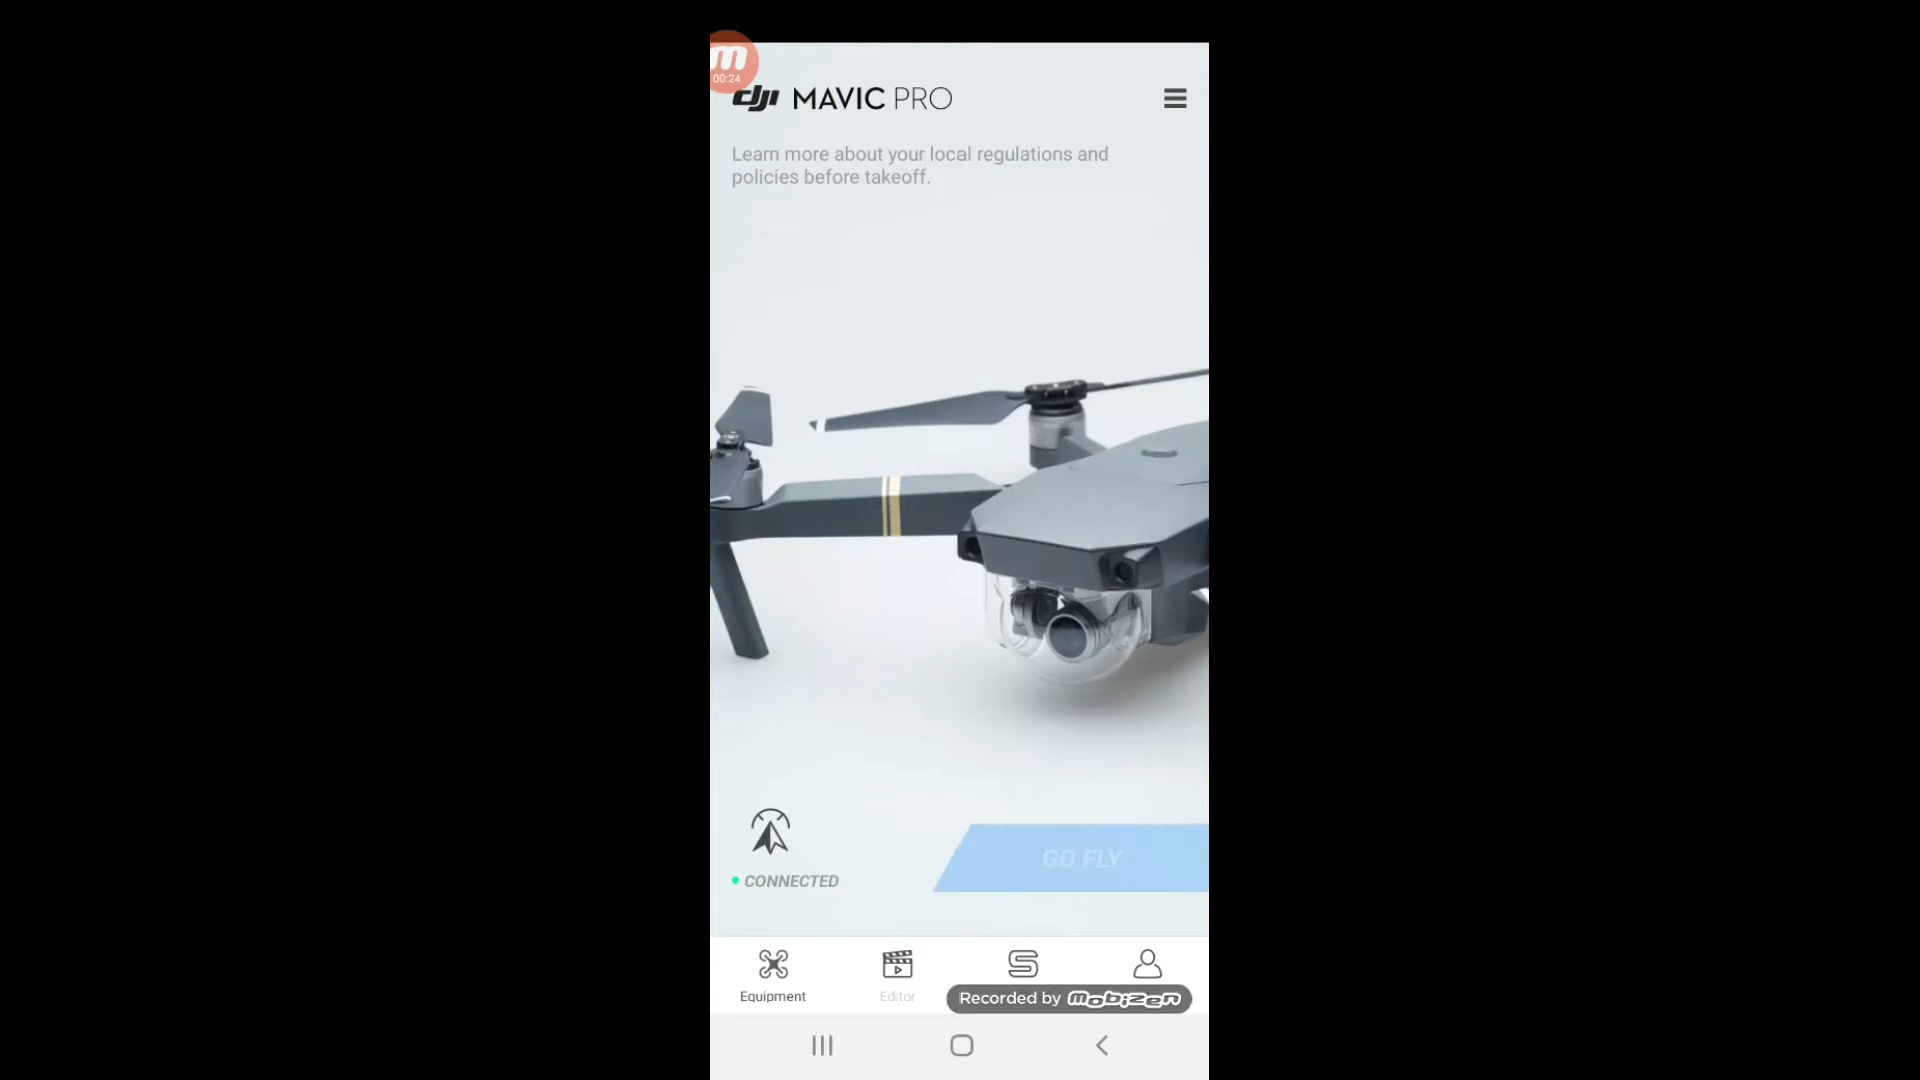 m
00:24
dji MAVIC PRO
Learn more about your local regulations and
policies before takeoff.
GO FLY
CONNECTED
Equipment
Editor
Recorded by mobizen